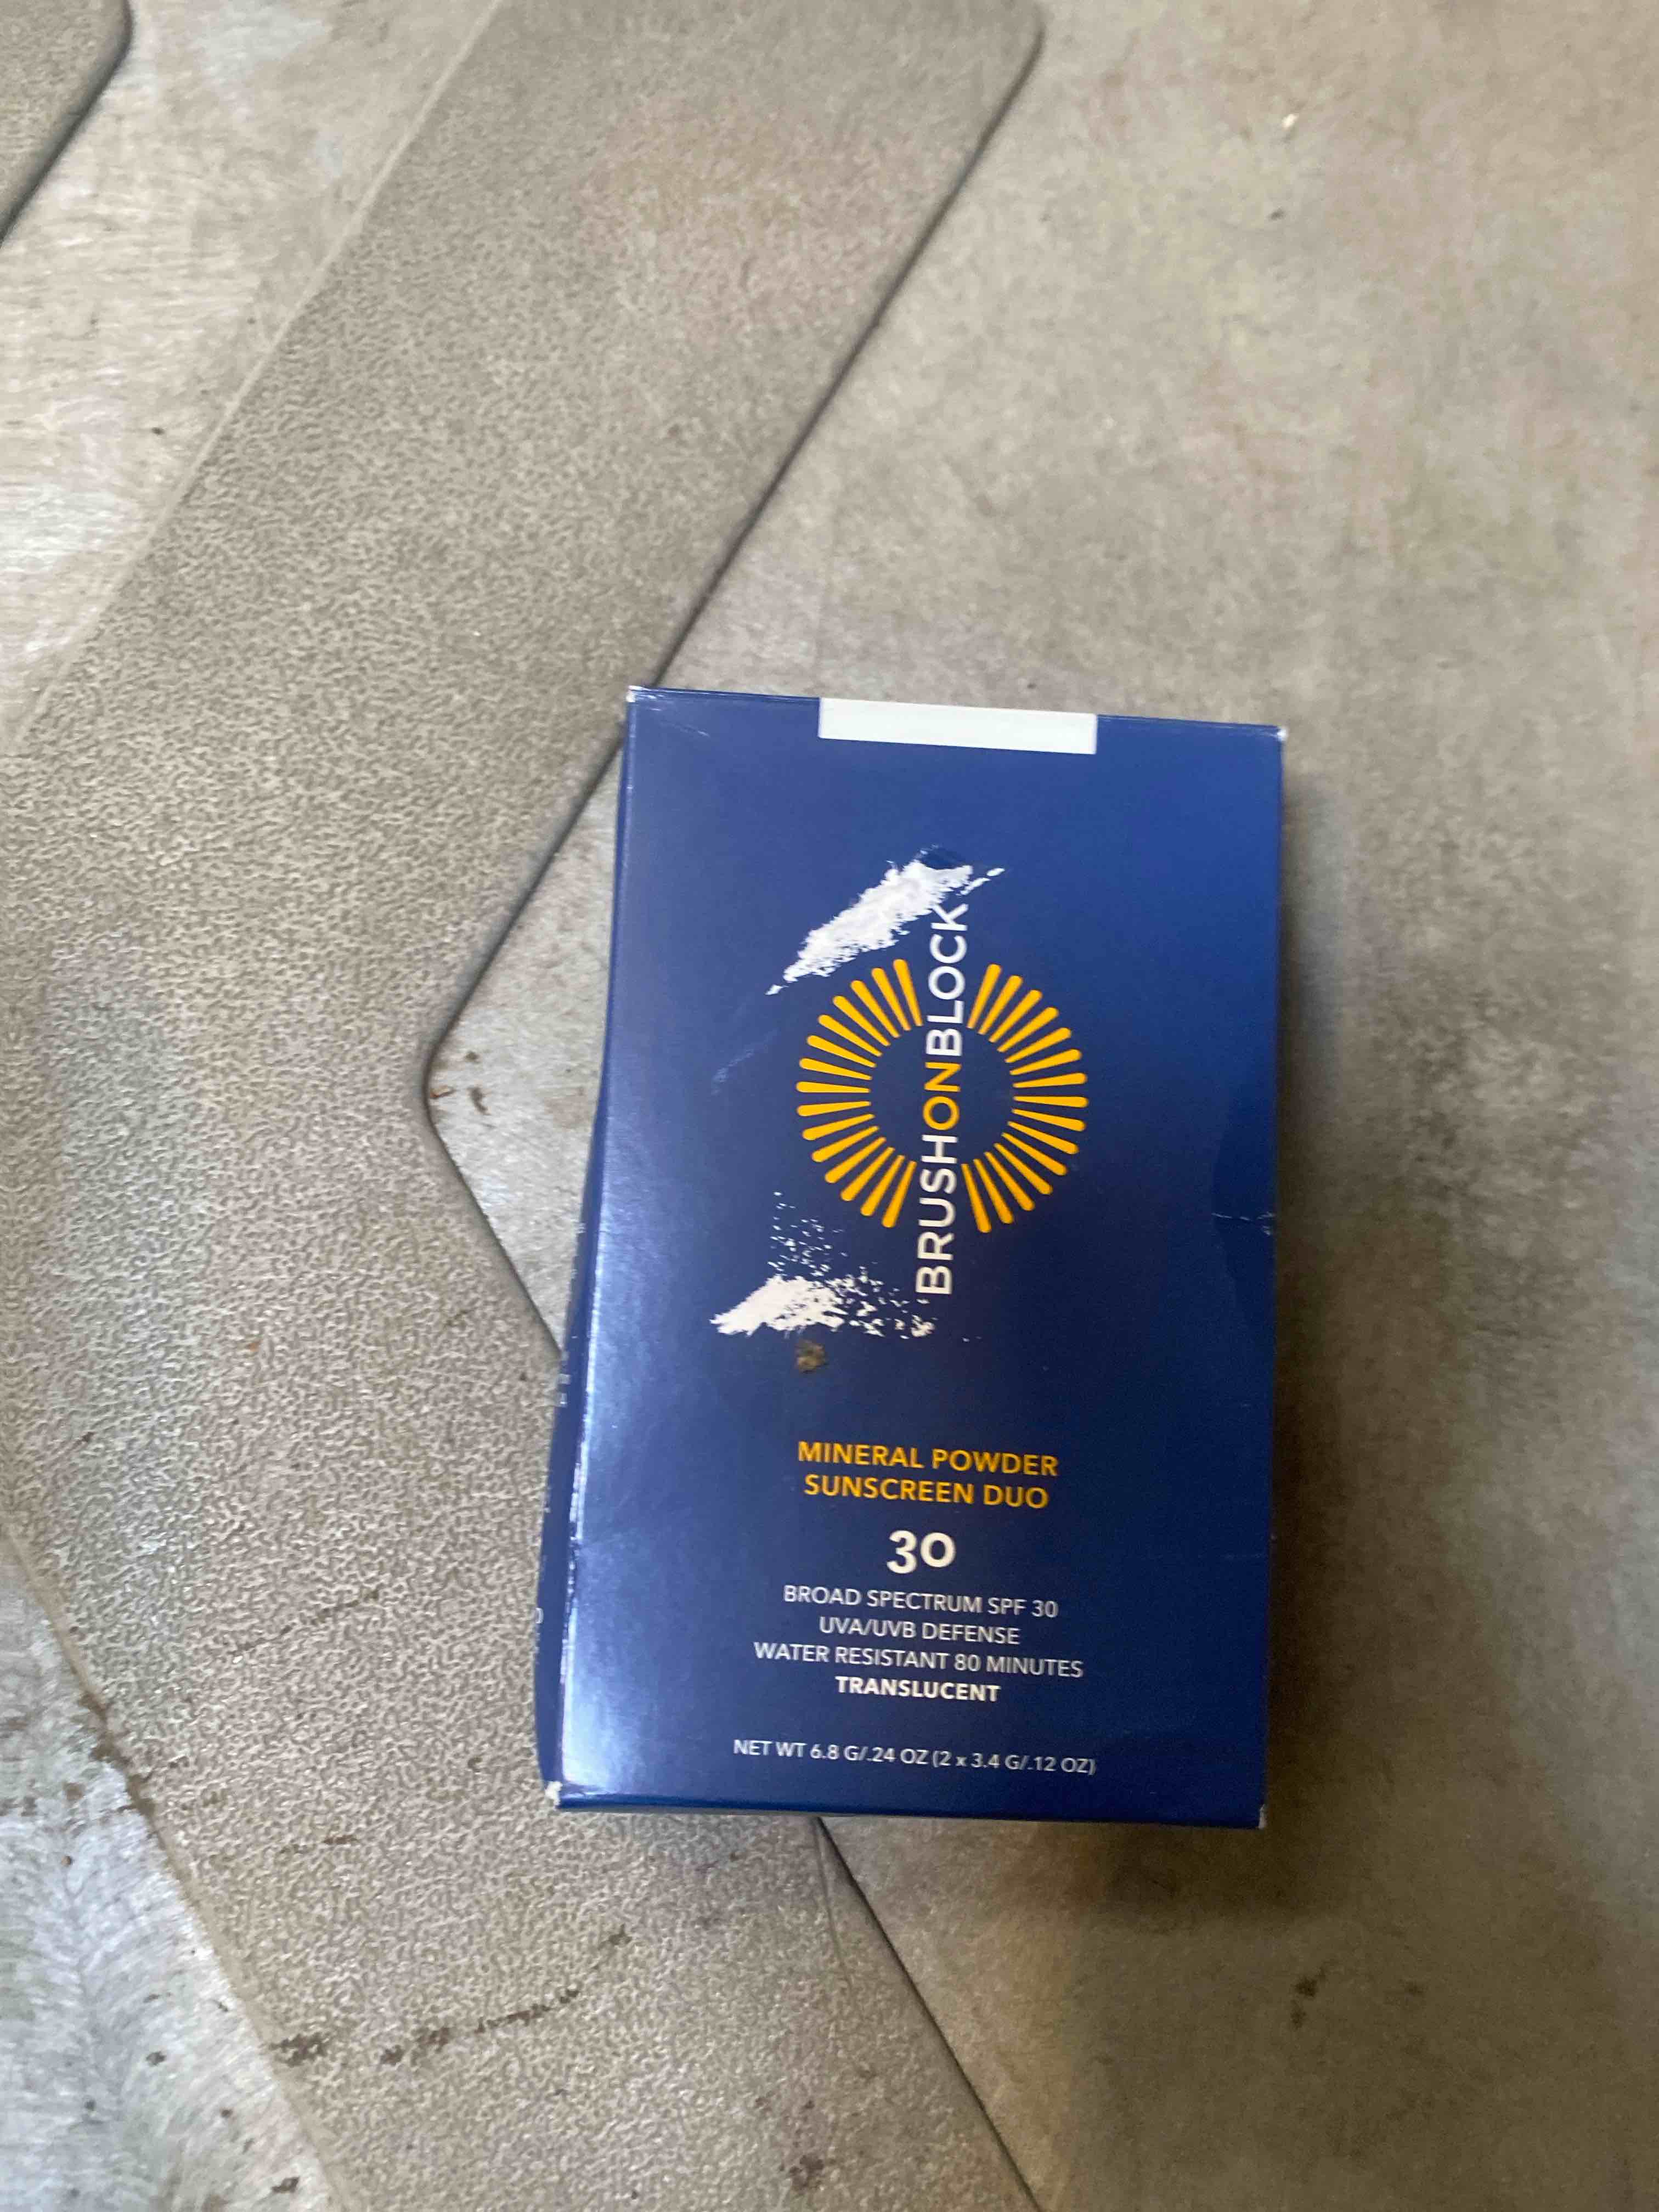 BRUSHONBLOCK
MINERAL POWDER
SUNSCREEN DUO
30
BROAD SPECTRUM SPF 30
UVA/UVB DEFENSE
WATER RESISTANT 80 MINUTES
TRANSLUCENT
NET WT 6.8 G/.24 OZ (2 x 3.4 G/.12 OZ)